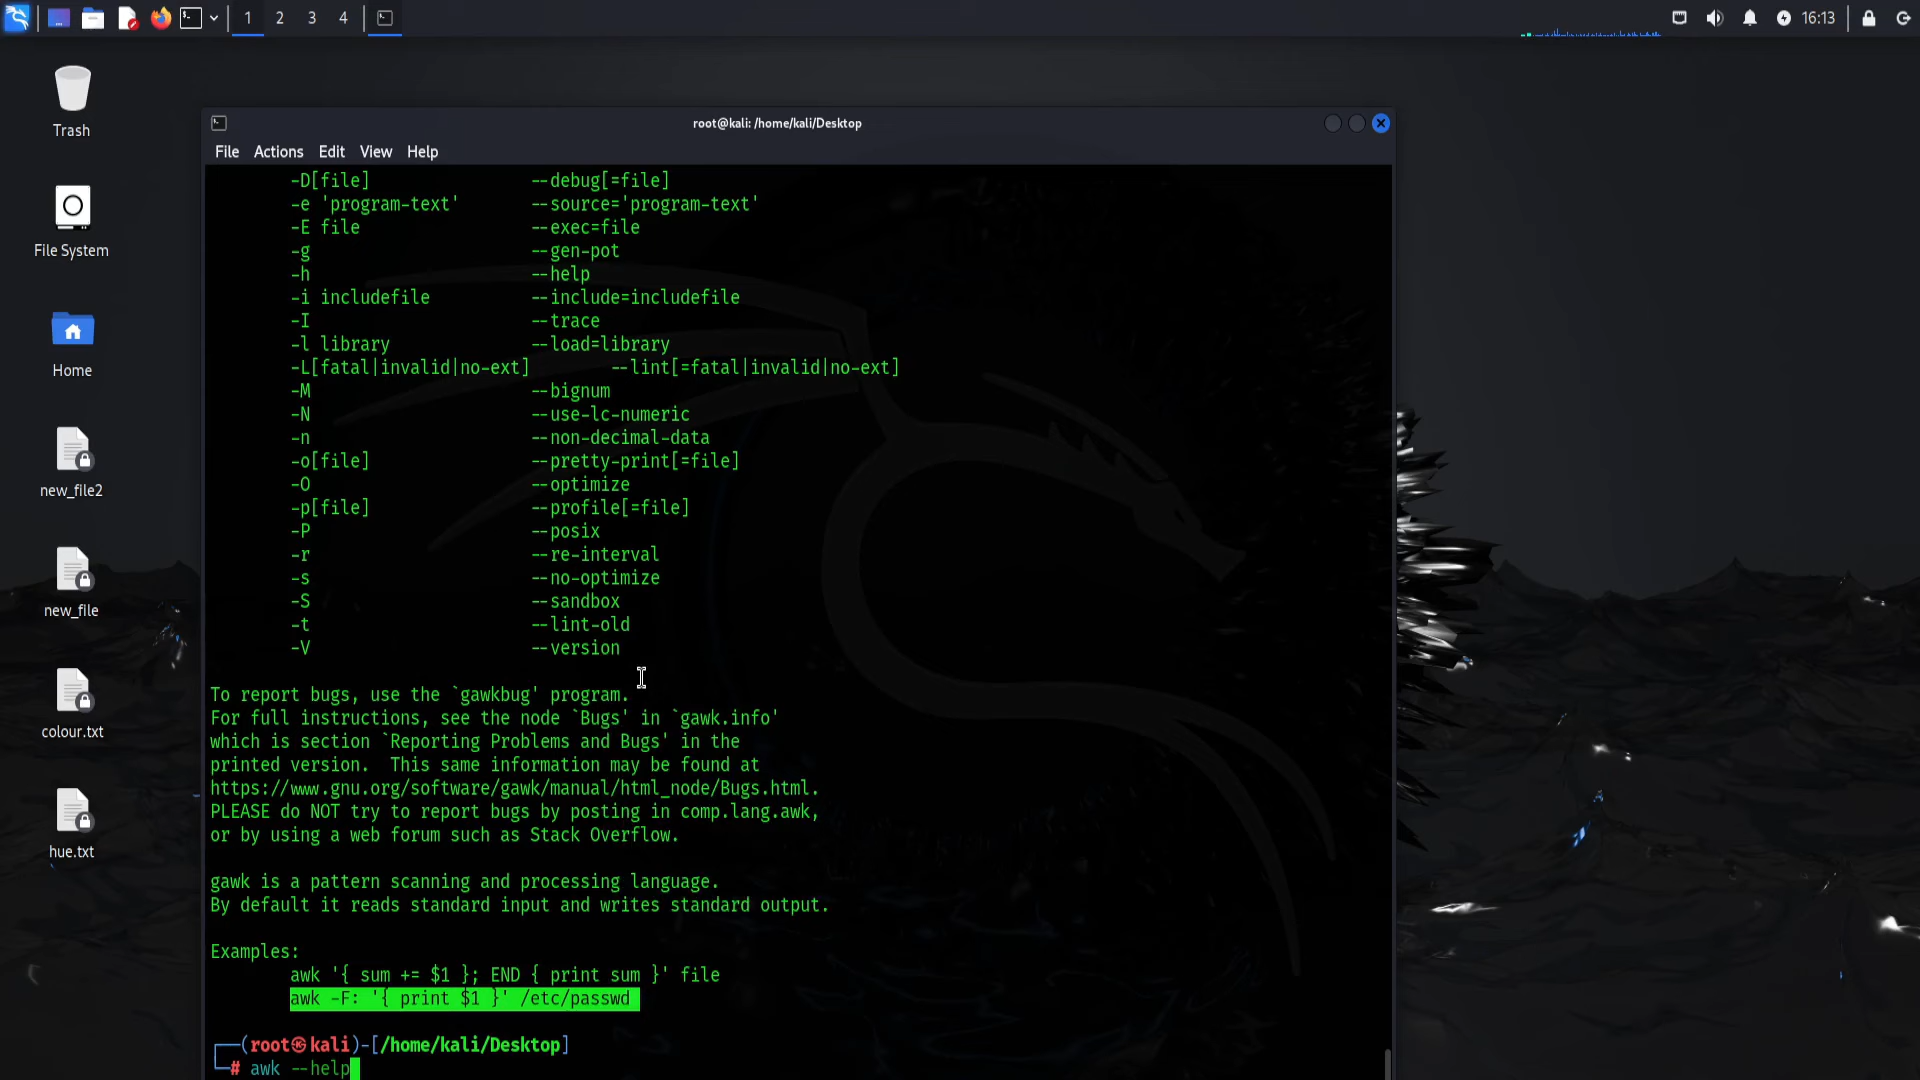 1 2 3 4 16:13
Trash
File System
Home
new_file2
new_file
colour.txt
hue.txt
root@kali: /home/kali/Desktop
File Actions Edit View Help
-D[file] --debug[=file]
-e 'program-text' --source='program-text'
-E file --exec=file
-g --gen-pot
-h --help
-i includefile --include=includefile
-I --trace
-l library --load=library
-L[fatal|invalid|no-ext] --lint[=fatal|invalid|no-ext]
-M --bignum
-N --use-lc-numeric
-n --non-decimal-data
-o[file] --pretty-print[=file]
-O --optimize
-p[file] --profile[=file]
-P --posix
-r --re-interval
-s --no-optimize
-S --sandbox
-t --lint-old
-V --version
To report bugs, use the `gawkbug' program.
For full instructions, see the node `Bugs' in `gawk.info'
which is section `Reporting Problems and Bugs' in the
printed version.  This same information may be found at
https://www.gnu.org/software/gawk/manual/html_node/Bugs.html.
PLEASE do NOT try to report bugs by posting in comp.lang.awk,
or by using a web forum such as Stack Overflow.
gawk is a pattern scanning and processing language.
By default it reads standard input and writes standard output.
Examples:
awk '{ sum += $1 }; END { print sum }' file
awk -F: '{ print $1 }' /etc/passwd
┌──(root㉿kali)-[/home/kali/Desktop]
└─# awk --help